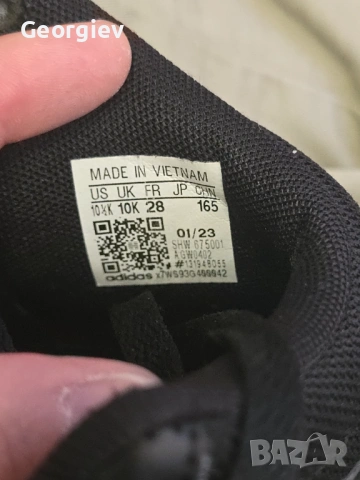 Georgiev
MADE IN VIETNAM
US UK FR JP CHN
10½K 10K 28 165
01/23
SHW 675001
#131948055
adidas
BAZAR